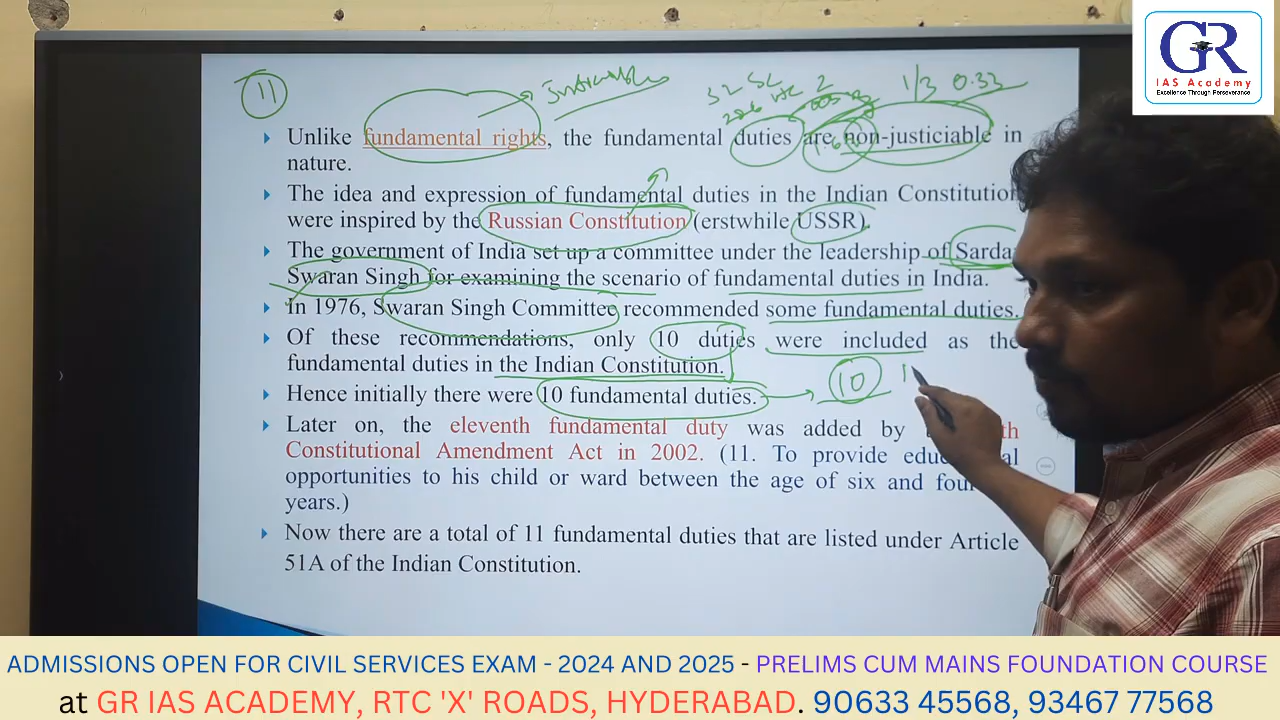 GR
IAS Academy
Excellence Through Perseverance
11
Justiciable
1/3 0.33
Unlike fundamental rights, the fundamental duties are non-justiciable in
nature.
The idea and expression of fundamental duties in the Indian Constitution
were inspired by the Russian Constitution (erstwhile USSR).
The government of India set up a committee under the leadership of Sardar
Swaran Singh for examining the scenario of fundamental duties in India.
In 1976, Swaran Singh Committee recommended some fundamental duties.
Of these recommendations, only 10 duties were included as the
fundamental duties in the Indian Constitution.
Hence initially there were 10 fundamental duties.
10 1
Later on, the eleventh fundamental duty was added by
Constitutional Amendment Act in 2002. (11. To provide
opportunities to his child or ward between the age of six and
years.)
Now there are a total of 11 fundamental duties that are listed under Article
51A of the Indian Constitution.
ADMISSIONS OPEN FOR CIVIL SERVICES EXAM - 2024 AND 2025 - PRELIMS CUM MAINS FOUNDATION COURSE
at GR IAS ACADEMY, RTC 'X' ROADS, HYDERABAD. 90633 45568, 93467 77568